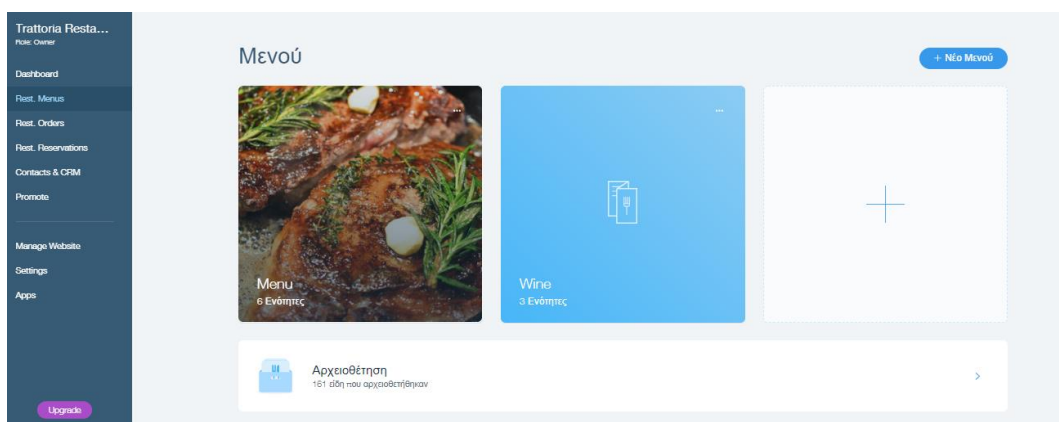 Trattoria Resta...
Role: Owner
Dashboard
Rest. Menus
Rest. Orders
Rest. Reservations
Contacts & CRM
Promote
Manage Website
Settings
Apps
Upgrade
Μενού
+ Νέο Μενού
Menu
6 Ενότητες
Wine
3 Ενότητες
Αρχειοθέτηση
161 είδη που αρχειοθετήθηκαν